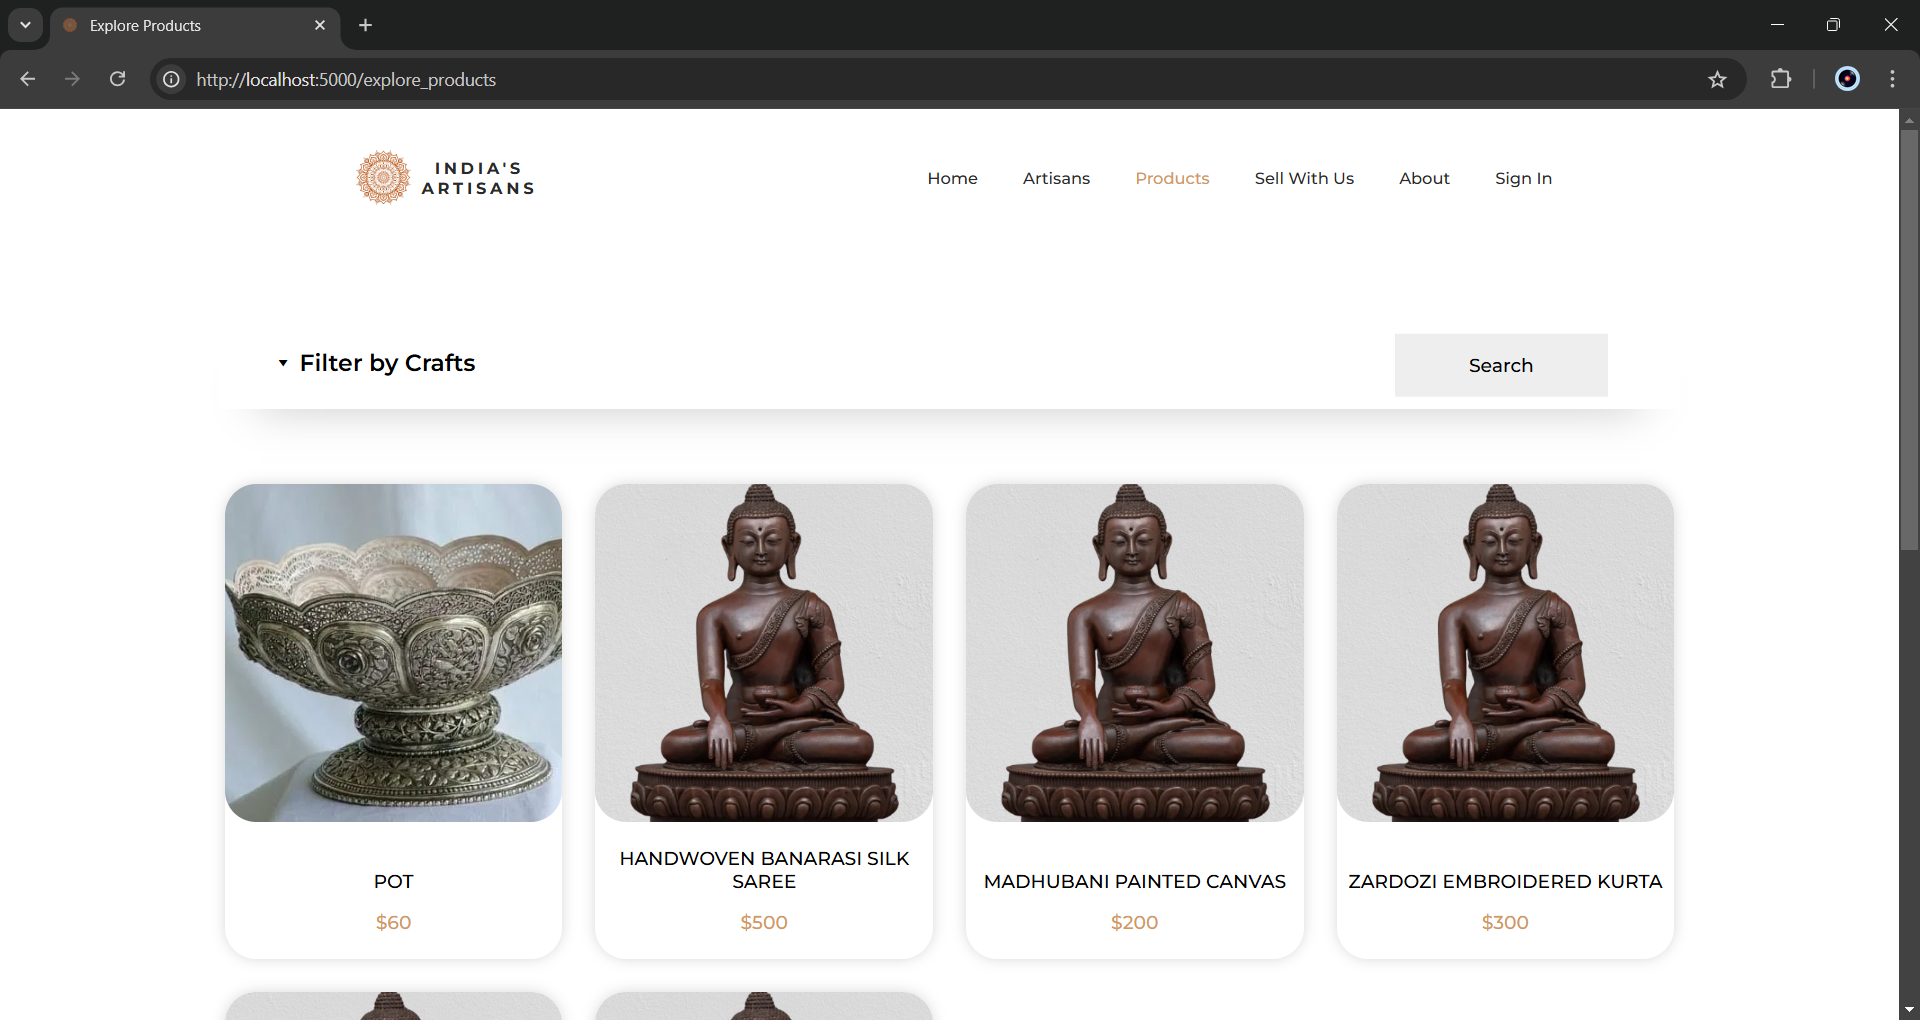 Explore Products
http://localhost:5000/explore_products
INDIA'S
ARTISANS
Home
Artisans
Products
Sell With Us
About
Sign In
Filter by Crafts
Search
POT
$60
HANDWOVEN BANARASI SILK
SAREE
$500
MADHUBANI PAINTED CANVAS
$200
ZARDOZI EMBROIDERED KURTA
$300